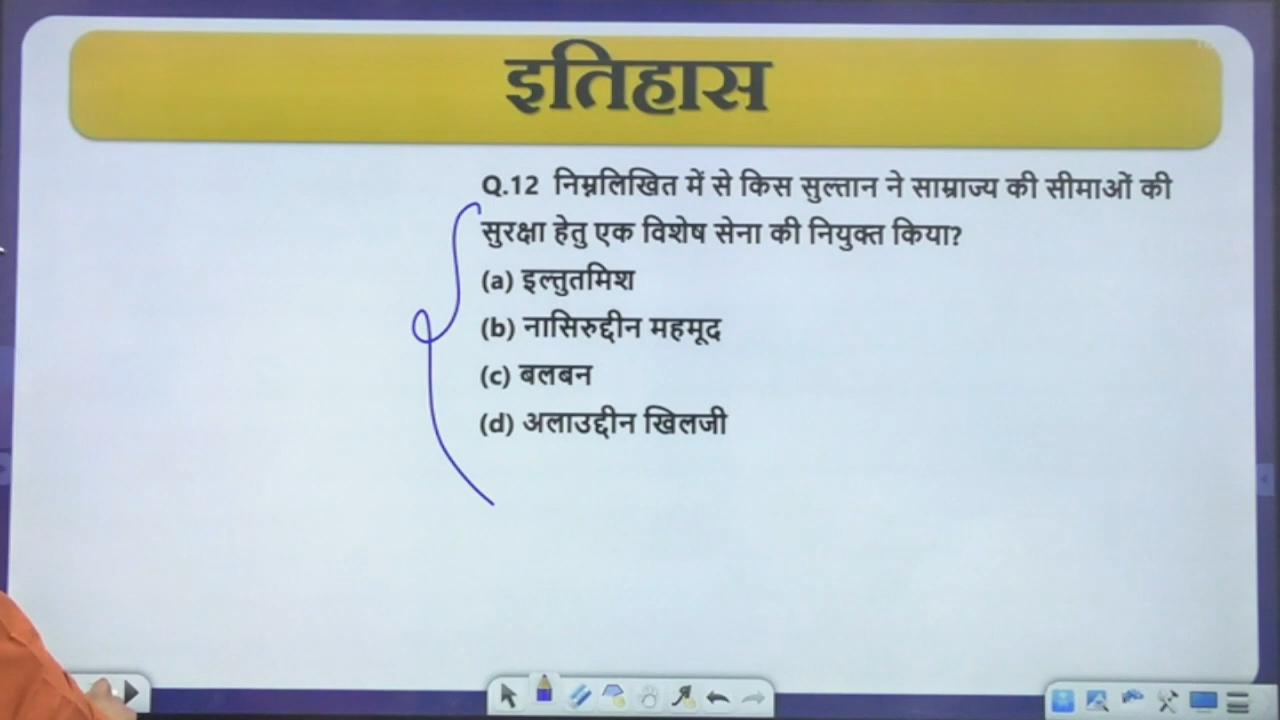 इतिहास
Q.12 निम्नलिखित में से किस सुल्तान ने साम्राज्य की सीमाओं की
सुरक्षा हेतु एक विशेष सेना की नियुक्त किया?
(a) इल्तुतमिश
(b) नासिरुद्दीन महमूद
(c) बलबन
(d) अलाउद्दीन खिलजी